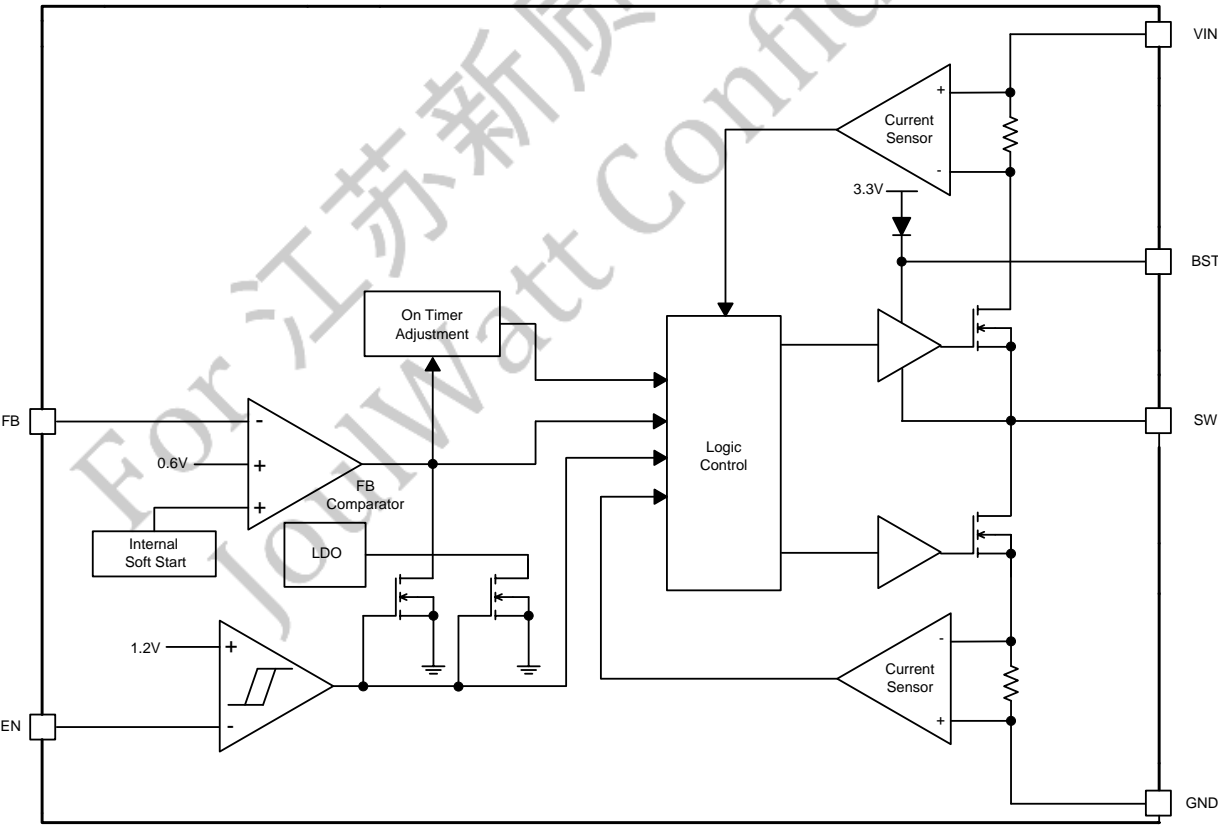 For 江苏新质
JoulWatt Confid
VIN
+
Current
Sensor
-
3.3V
BST
On Timer
Adjustment
FB
-
0.6V
+
FB
Comparator
+
Internal
Soft Start
LDO
Logic
Control
SW
1.2V
+
-
EN
-
Current
Sensor
+
GND